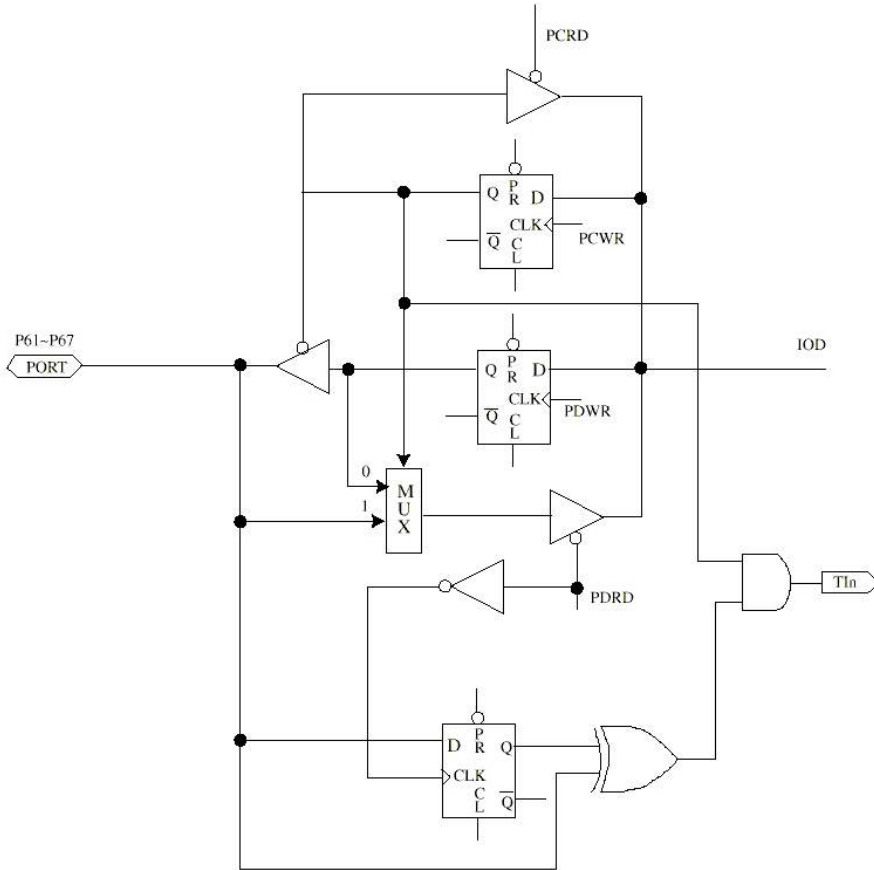 PCRD
Q P R D
CLK
Q C L
PCWR
P61~P67
PORT
IOD
Q P R D
CLK
Q C L
PDWR
0
1
M U X
PDRD
TIn
D P R Q
CLK
C L Q